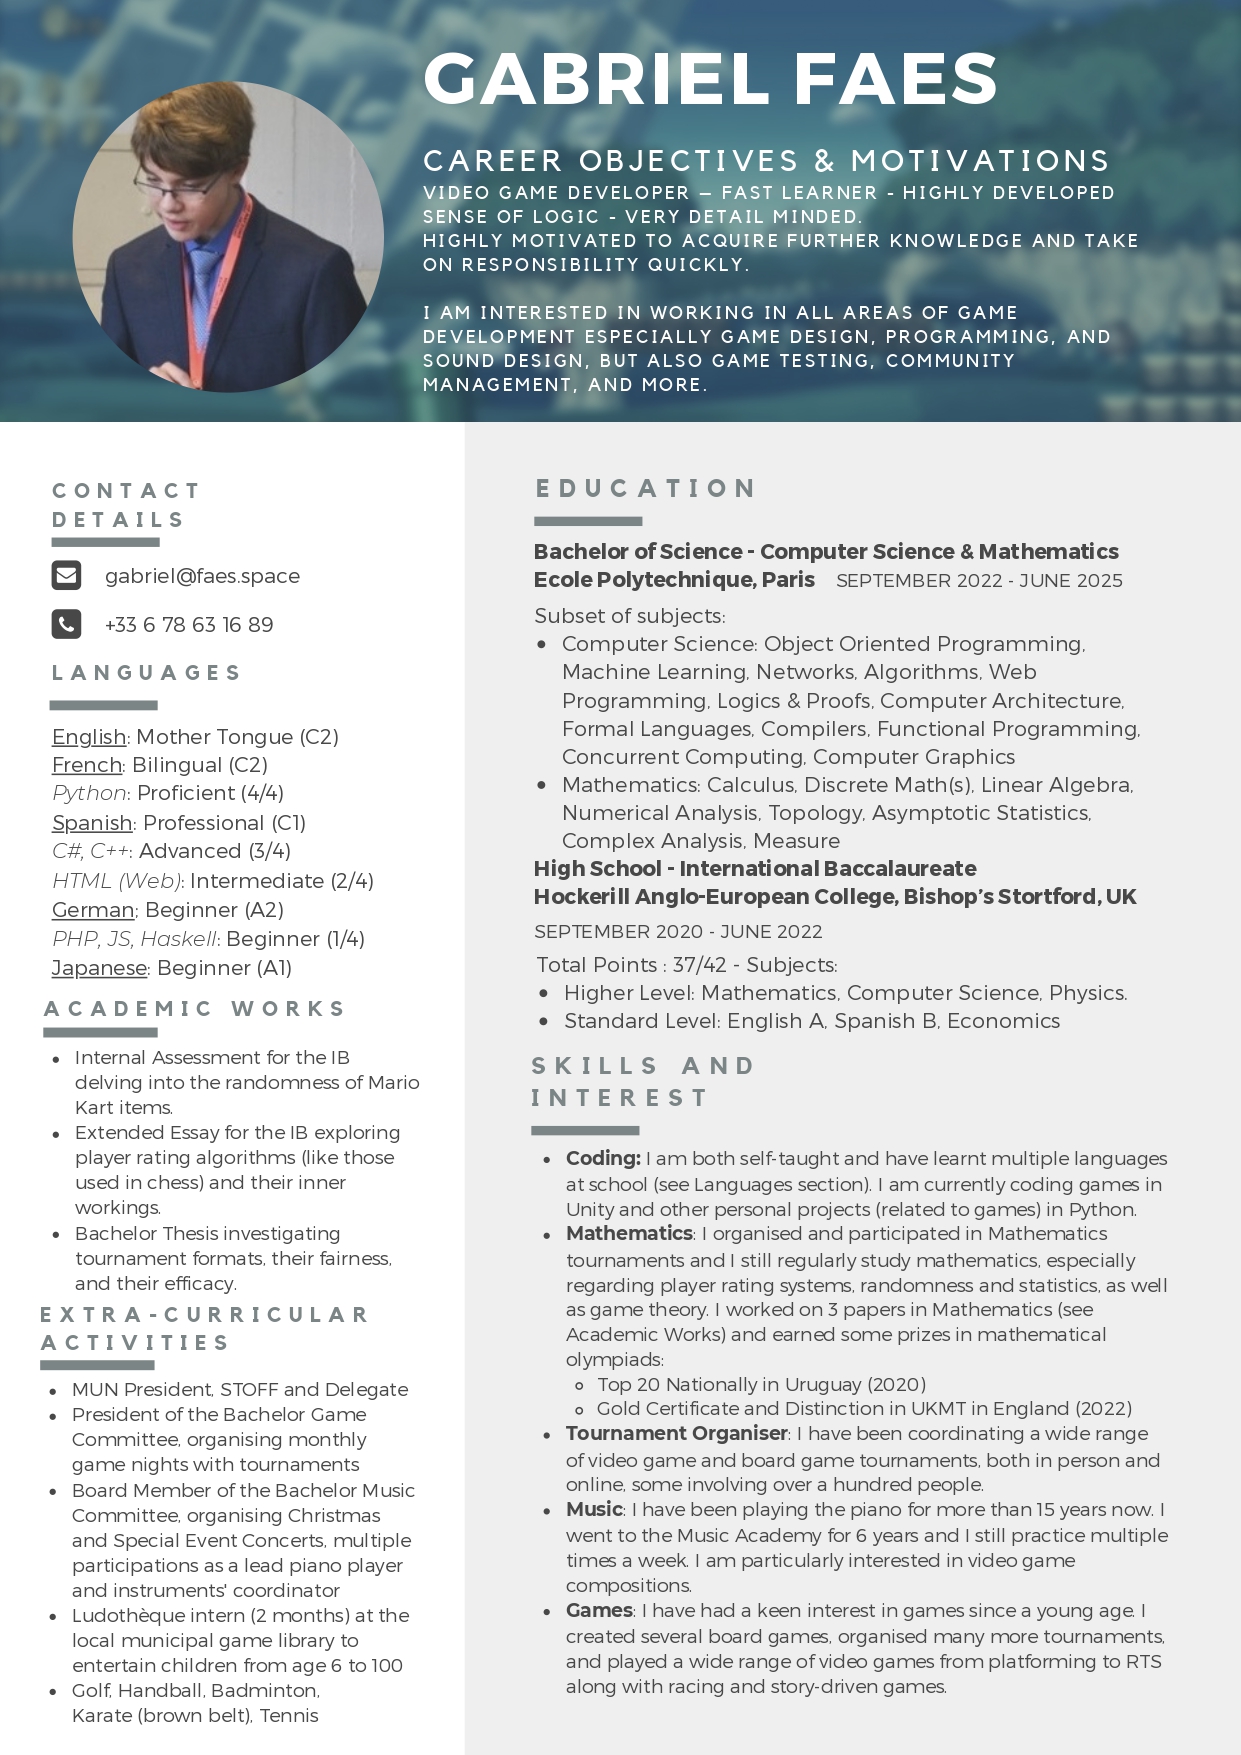 GABRIEL FAES
CAREER OBJECTIVES & MOTIVATIONS
VIDEO GAME DEVELOPER – FAST LEARNER - HIGHLY DEVELOPED
SENSE OF LOGIC - VERY DETAIL MINDED.
HIGHLY MOTIVATED TO ACQUIRE FURTHER KNOWLEDGE AND TAKE
ON RESPONSIBILITY QUICKLY.
I AM INTERESTED IN WORKING IN ALL AREAS OF GAME
DEVELOPMENT ESPECIALLY GAME DESIGN, PROGRAMMING, AND
SOUND DESIGN, BUT ALSO GAME TESTING, COMMUNITY
MANAGEMENT, AND MORE.
CONTACT
DETAILS
gabriel@faes.space
+33 6 78 63 16 89
LANGUAGES
English: Mother Tongue (C2)
French: Bilingual (C2)
Python: Proficient (4/4)
Spanish: Professional (C1)
C#, C++: Advanced (3/4)
HTML (Web): Intermediate (2/4)
German: Beginner (A2)
PHP, JS, Haskell: Beginner (1/4)
Japanese: Beginner (A1)
ACADEMIC WORKS
• Internal Assessment for the IB
delving into the randomness of Mario
Kart items.
• Extended Essay for the IB exploring
player rating algorithms (like those
used in chess) and their inner
workings.
• Bachelor Thesis investigating
tournament formats, their fairness,
and their efficacy.
EXTRA-CURRICULAR
ACTIVITIES
• MUN President, STOFF and Delegate
• President of the Bachelor Game
Committee, organising monthly
game nights with tournaments
• Board Member of the Bachelor Music
Committee, organising Christmas
and Special Event Concerts, multiple
participations as a lead piano player
and instruments' coordinator
• Ludothèque intern (2 months) at the
local municipal game library to
entertain children from age 6 to 100
• Golf, Handball, Badminton,
Karate (brown belt), Tennis
EDUCATION
Bachelor of Science - Computer Science & Mathematics
Ecole Polytechnique, Paris SEPTEMBER 2022 - JUNE 2025
Subset of subjects:
• Computer Science: Object Oriented Programming,
Machine Learning, Networks, Algorithms, Web
Programming, Logics & Proofs, Computer Architecture,
Formal Languages, Compilers, Functional Programming,
Concurrent Computing, Computer Graphics
• Mathematics: Calculus, Discrete Math(s), Linear Algebra,
Numerical Analysis, Topology, Asymptotic Statistics,
Complex Analysis, Measure
High School - International Baccalaureate
Hockerill Anglo-European College, Bishop's Stortford, UK
SEPTEMBER 2020 - JUNE 2022
Total Points : 37/42 - Subjects:
• Higher Level: Mathematics, Computer Science, Physics.
• Standard Level: English A, Spanish B, Economics
SKILLS AND
INTEREST
• Coding: I am both self-taught and have learnt multiple languages
at school (see Languages section). I am currently coding games in
Unity and other personal projects (related to games) in Python.
• Mathematics: I organised and participated in Mathematics
tournaments and I still regularly study mathematics, especially
regarding player rating systems, randomness and statistics, as well
as game theory. I worked on 3 papers in Mathematics (see
Academic Works) and earned some prizes in mathematical
olympiads:
◦ Top 20 Nationally in Uruguay (2020)
◦ Gold Certificate and Distinction in UKMT in England (2022)
• Tournament Organiser: I have been coordinating a wide range
of video game and board game tournaments, both in person and
online, some involving over a hundred people.
• Music: I have been playing the piano for more than 15 years now. I
went to the Music Academy for 6 years and I still practice multiple
times a week. I am particularly interested in video game
compositions.
• Games: I have had a keen interest in games since a young age. I
created several board games, organised many more tournaments,
and played a wide range of video games from platforming to RTS
along with racing and story-driven games.